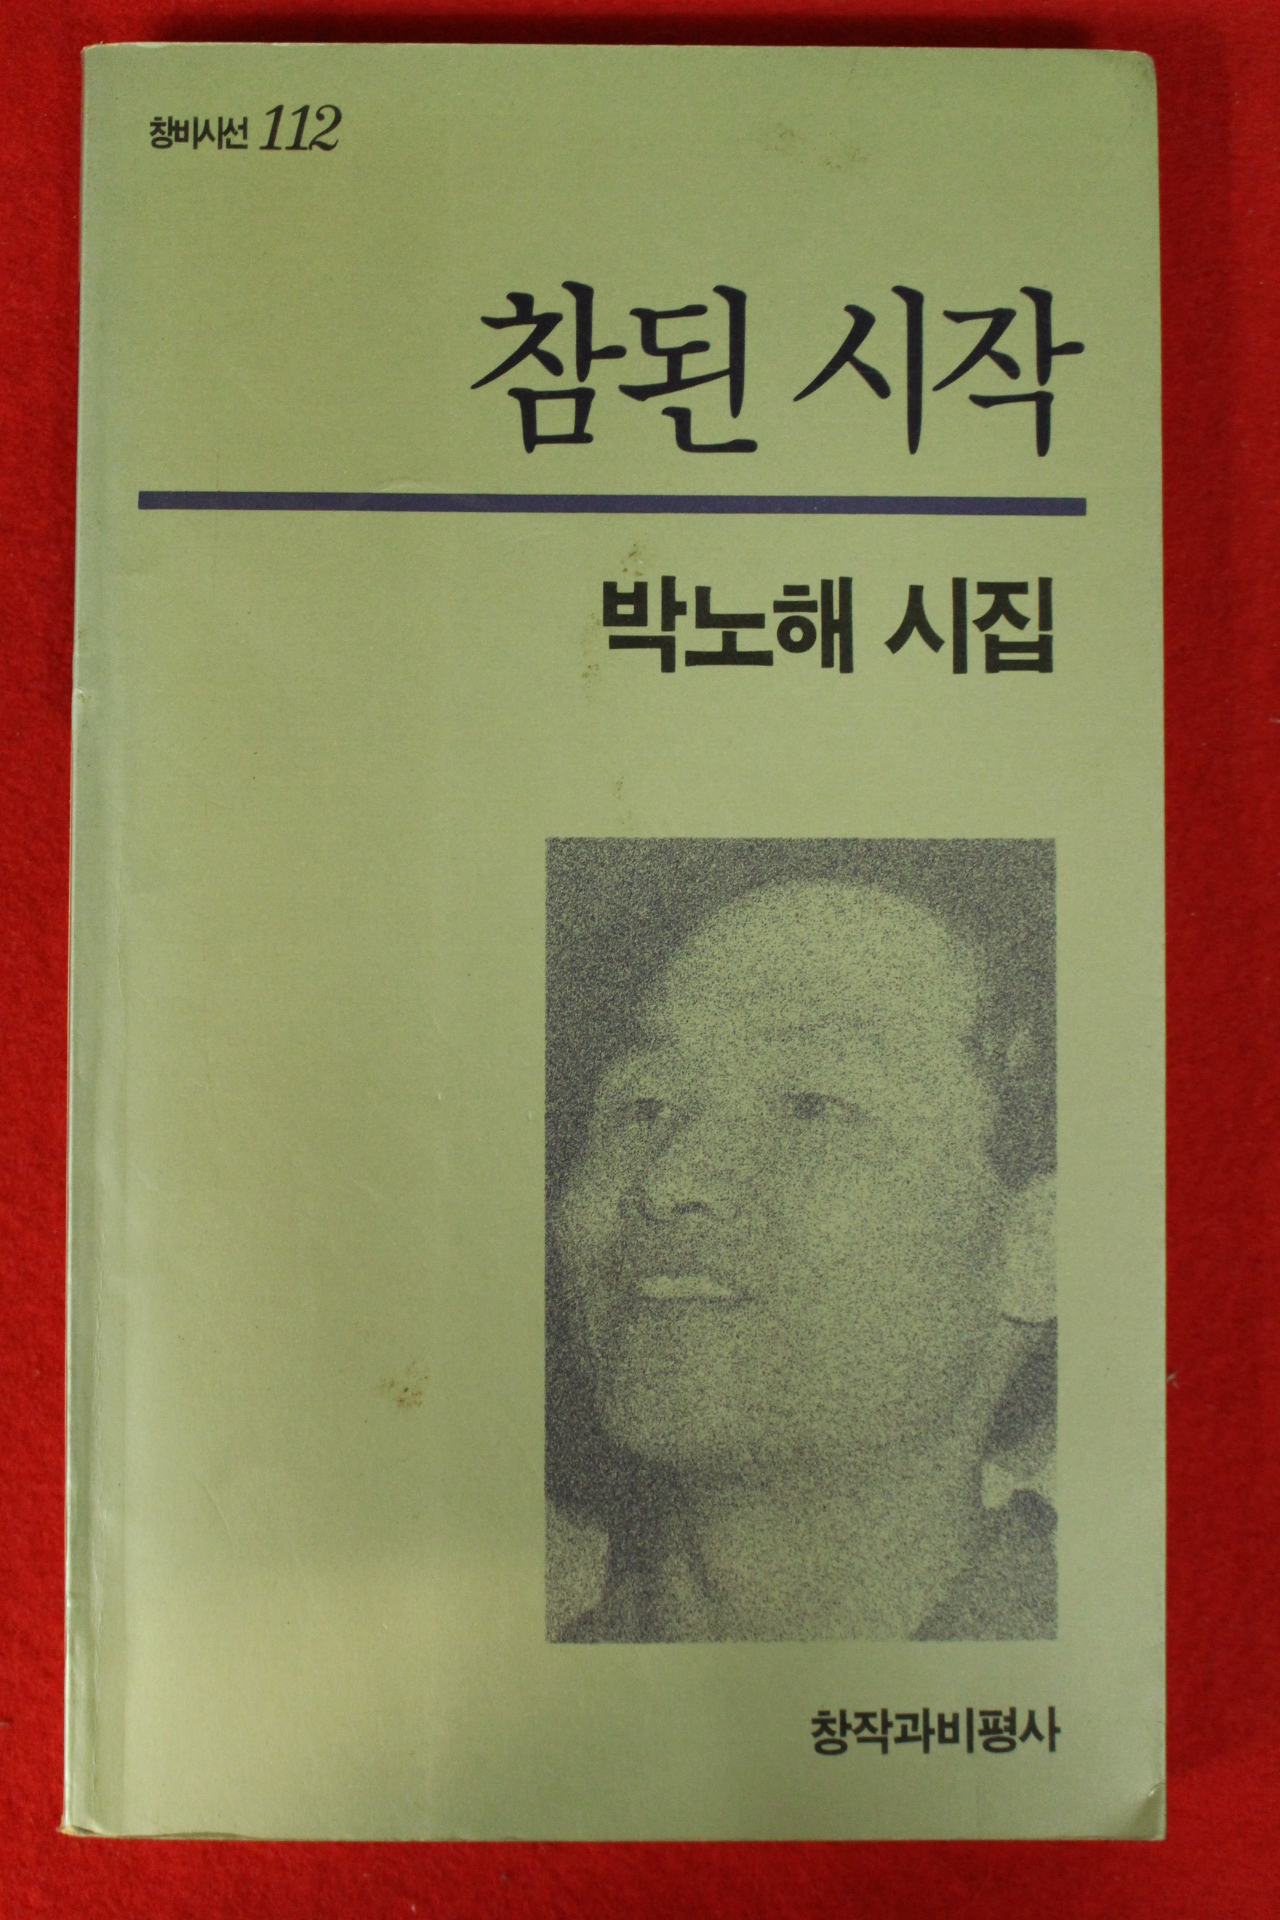 창비시선 112
참된 시작
박노해 시집
창작과비평사